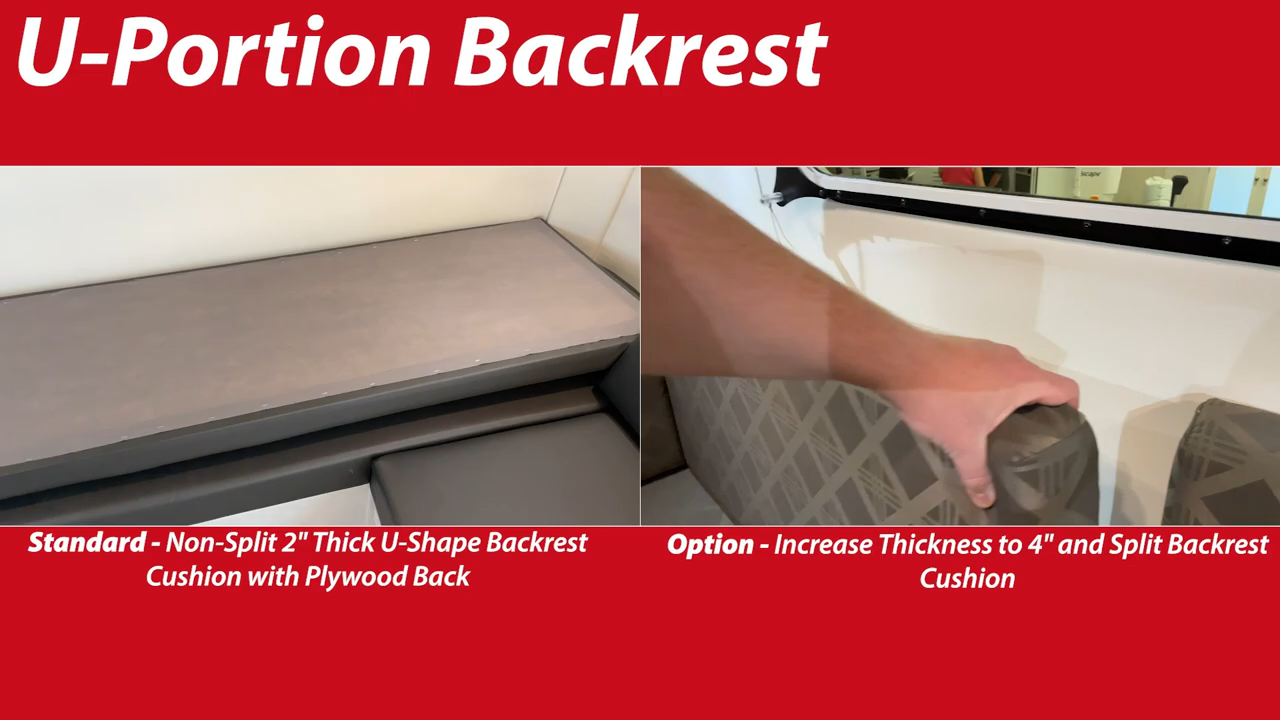 U-Portion Backrest
scape
Standard - Non-Split 2" Thick U-Shape Backrest
Cushion with Plywood Back
Option - Increase Thickness to 4" and Split Backrest
Cushion